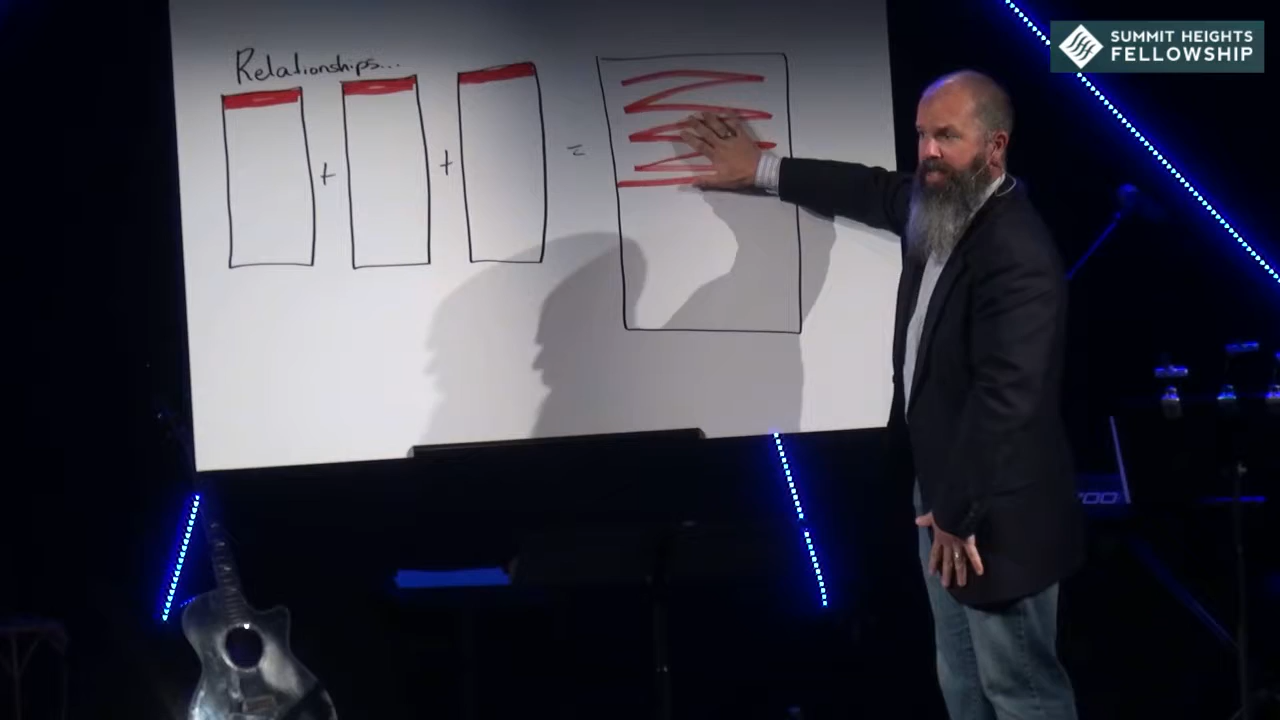 SUMMIT HEIGHTS
FELLOWSHIP
Relationships...
+ + =